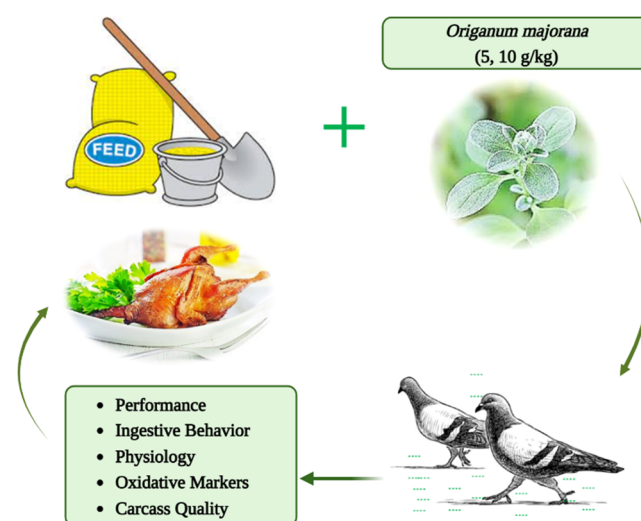 Origanum majorana
(5, 10 g/kg)
FEED
• Performance
• Ingestive Behavior
• Physiology
• Oxidative Markers
• Carcass Quality